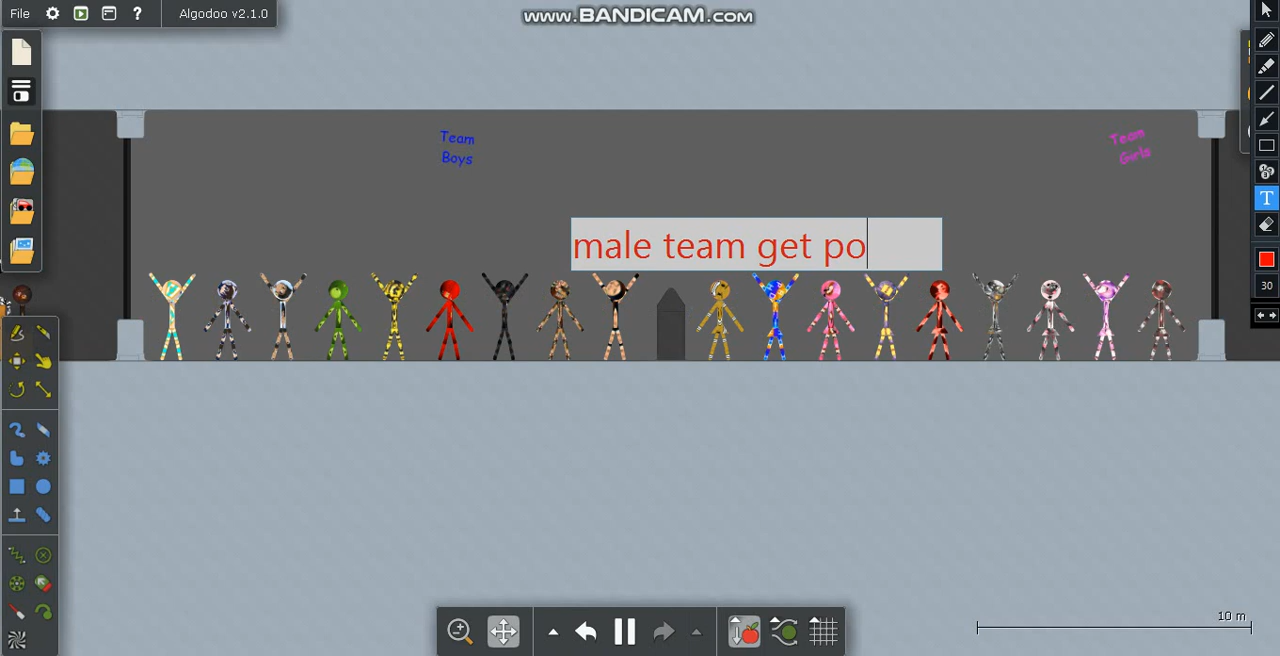 File
Algodoo v2.1.0
www.BANDICAM.com
Team
Boys
Team
Girls
male team get po
T
30
10 m